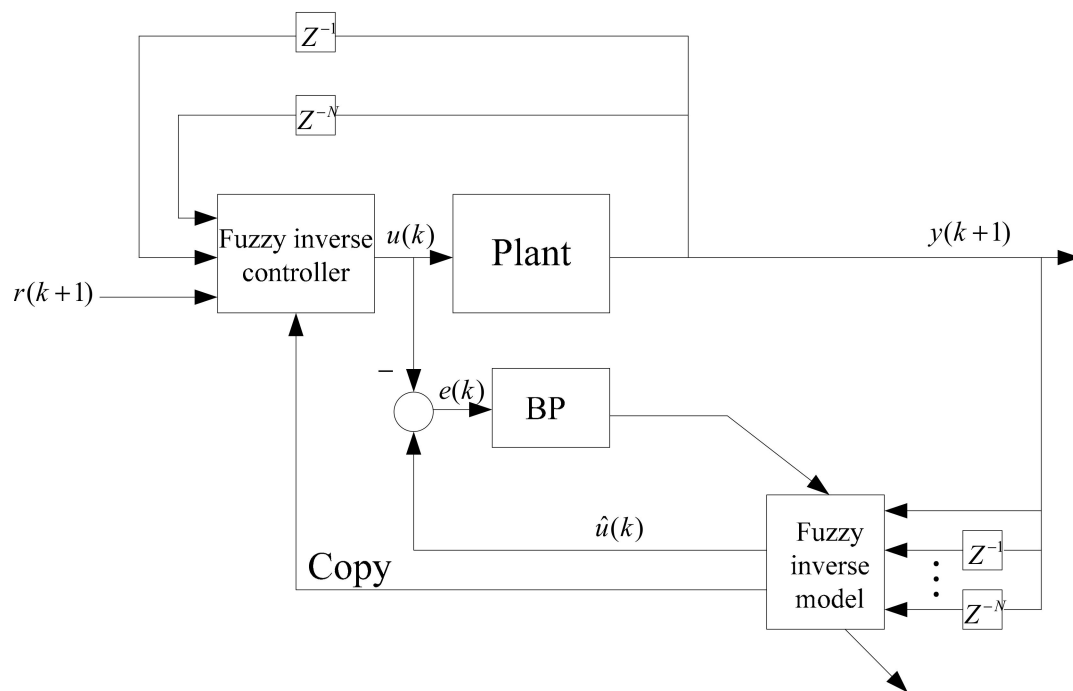 Z⁻¹
Z⁻ᴺ
Fuzzy inverse
controller
u(k)
Plant
y(k+1)
r(k+1)
−
e(k)
BP
û(k)
Copy
Fuzzy
inverse
model
Z⁻¹
Z⁻ᴺ